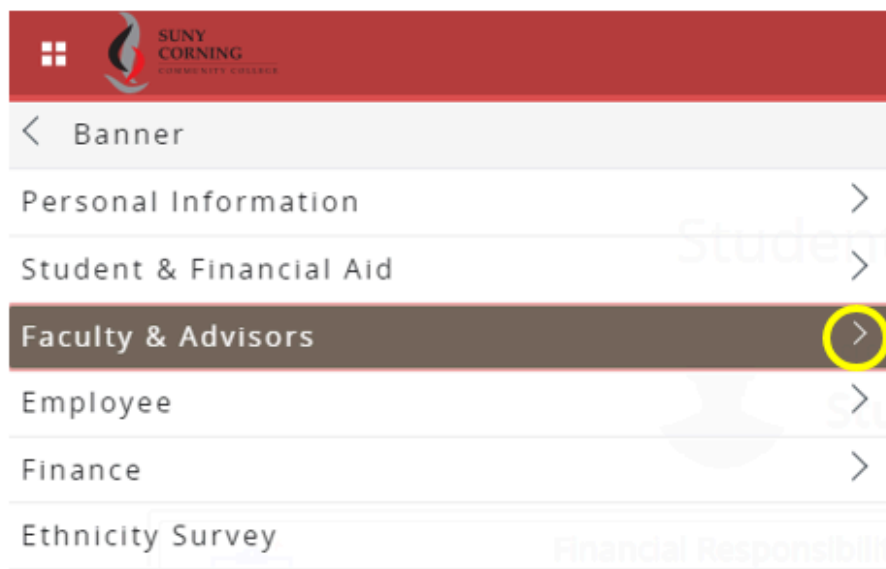 SUNY
CORNING
COMMUNITY COLLEGE
Banner
Personal Information
Student & Financial Aid
Faculty & Advisors
Employee
Finance
Ethnicity Survey